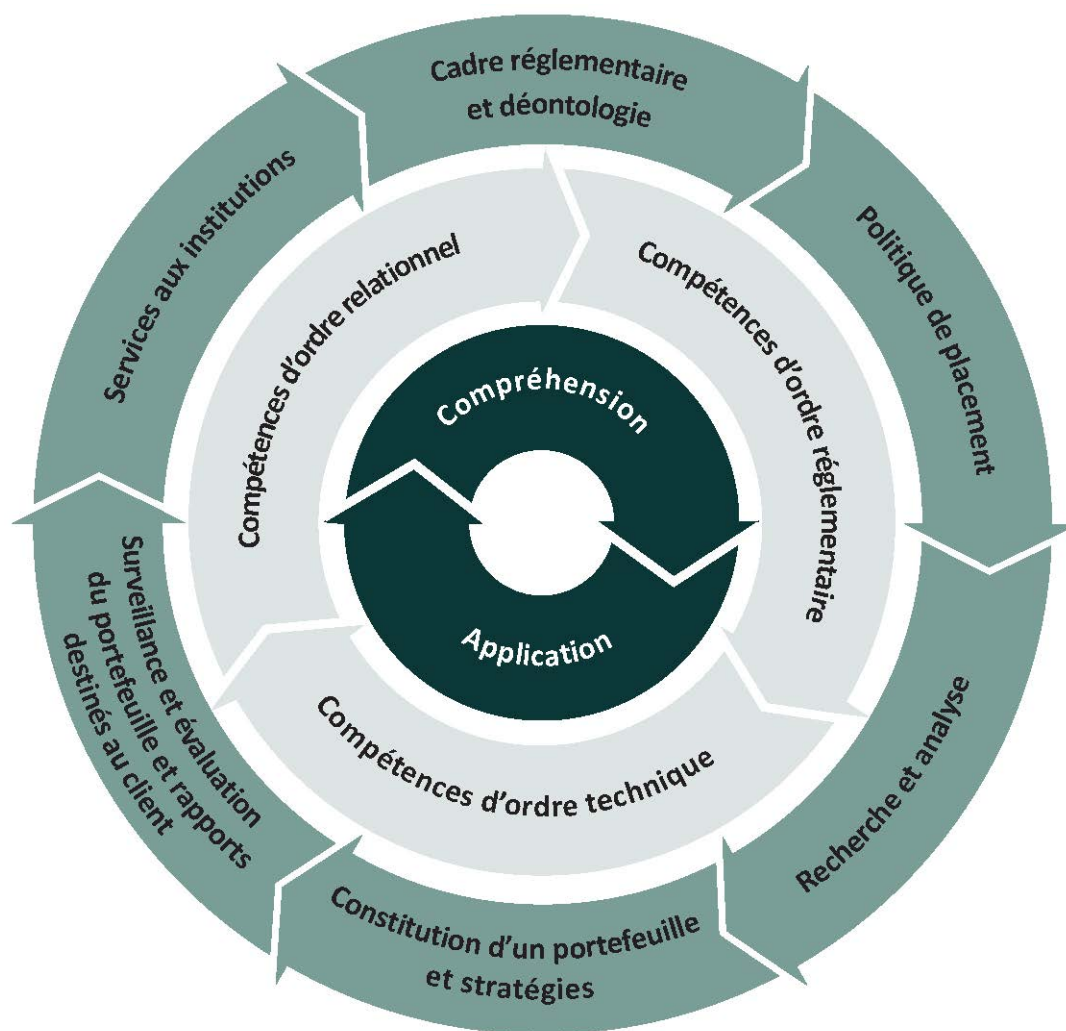 Cadre réglementaire
et déontologie
Politique de placement
Recherche et analyse
Constitution d'un portefeuille
et stratégies
Surveillance et évaluation
du portefeuille et rapports
destinés au client
Services aux institutions
Compétences d'ordre réglementaire
Compétences d'ordre technique
Compétences d'ordre relationnel
Compréhension
Application